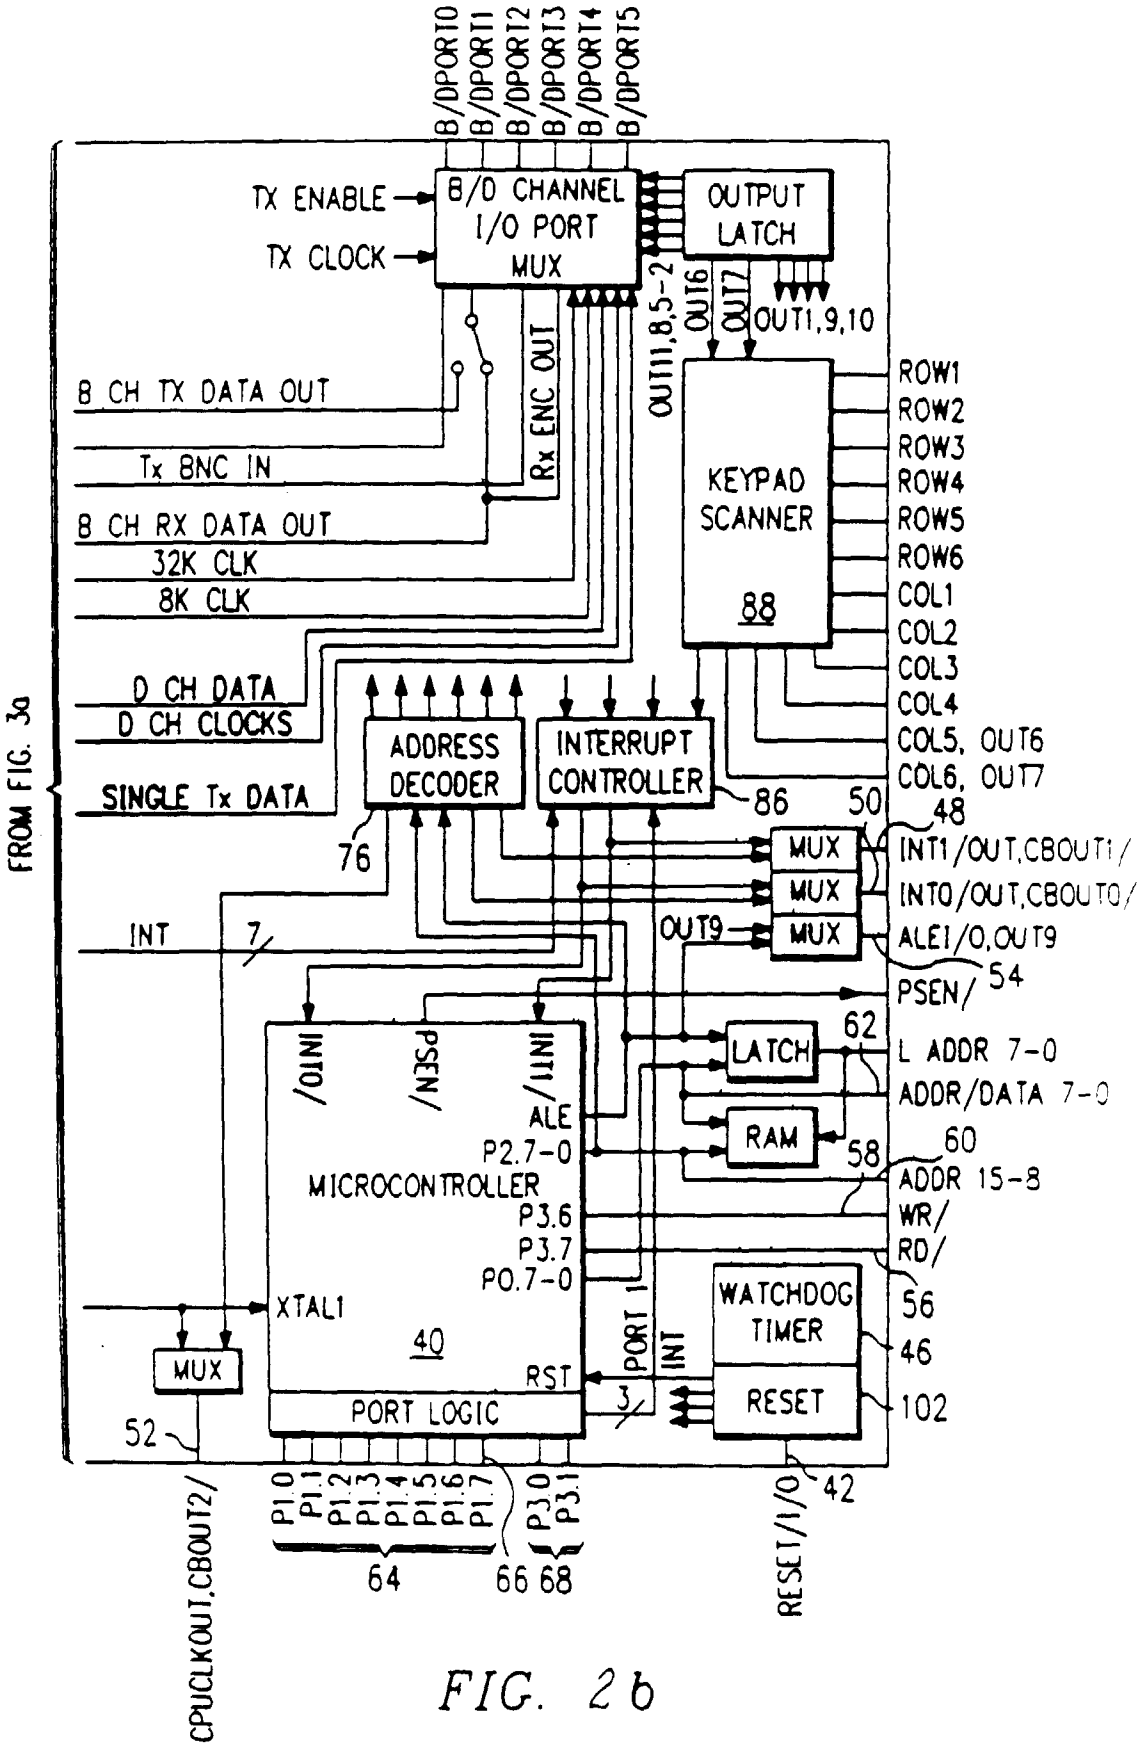 B/DPORT0
B/DPORT1
B/DPORT2
B/DPORT3
B/DPORT4
B/DPORT5
TX ENABLE
TX CLOCK
B/D CHANNEL
I/O PORT
MUX
OUTPUT
LATCH
OUT11,8,5-2
OUT6
OUT7
OUT1,9,10
B CH TX DATA OUT
Tx BNC IN
Rx ENC OUT
B CH RX DATA OUT
32K CLK
8K CLK
D CH DATA
D CH CLOCKS
SINGLE Tx DATA
FROM FIG. 3a
KEYPAD
SCANNER
88
ROW1
ROW2
ROW3
ROW4
ROW5
ROW6
COL1
COL2
COL3
COL4
COL5, OUT6
COL6, OUT7
ADDRESS
DECODER
76
INTERRUPT
CONTROLLER
86
50
48
MUX
INT1/OUT,CBOUT1/
MUX
INT0/OUT,CBOUT0/
OUT9
MUX
ALE1/O,OUT9
54
INT
7
PSEN/
INT0/
PSEN/
INT1/
LATCH
62
L ADDR 7-0
ADDR/DATA 7-0
RAM
ALE
P2.7-0
58
60
ADDR 15-8
MICROCONTROLLER
P3.6
WR/
P3.7
RD/
P0.7-0
56
XTAL1
40
PORT 1
INT
WATCHDOG
TIMER
46
MUX
RST
PORT LOGIC
3
RESET
102
52
42
CPUCLKOUT,CBOUT2/
P1.0
P1.1
P1.2
P1.3
P1.4
P1.5
P1.6
P1.7
P3.0
P3.1
64
66
68
RESET/I/O
FIG. 2b